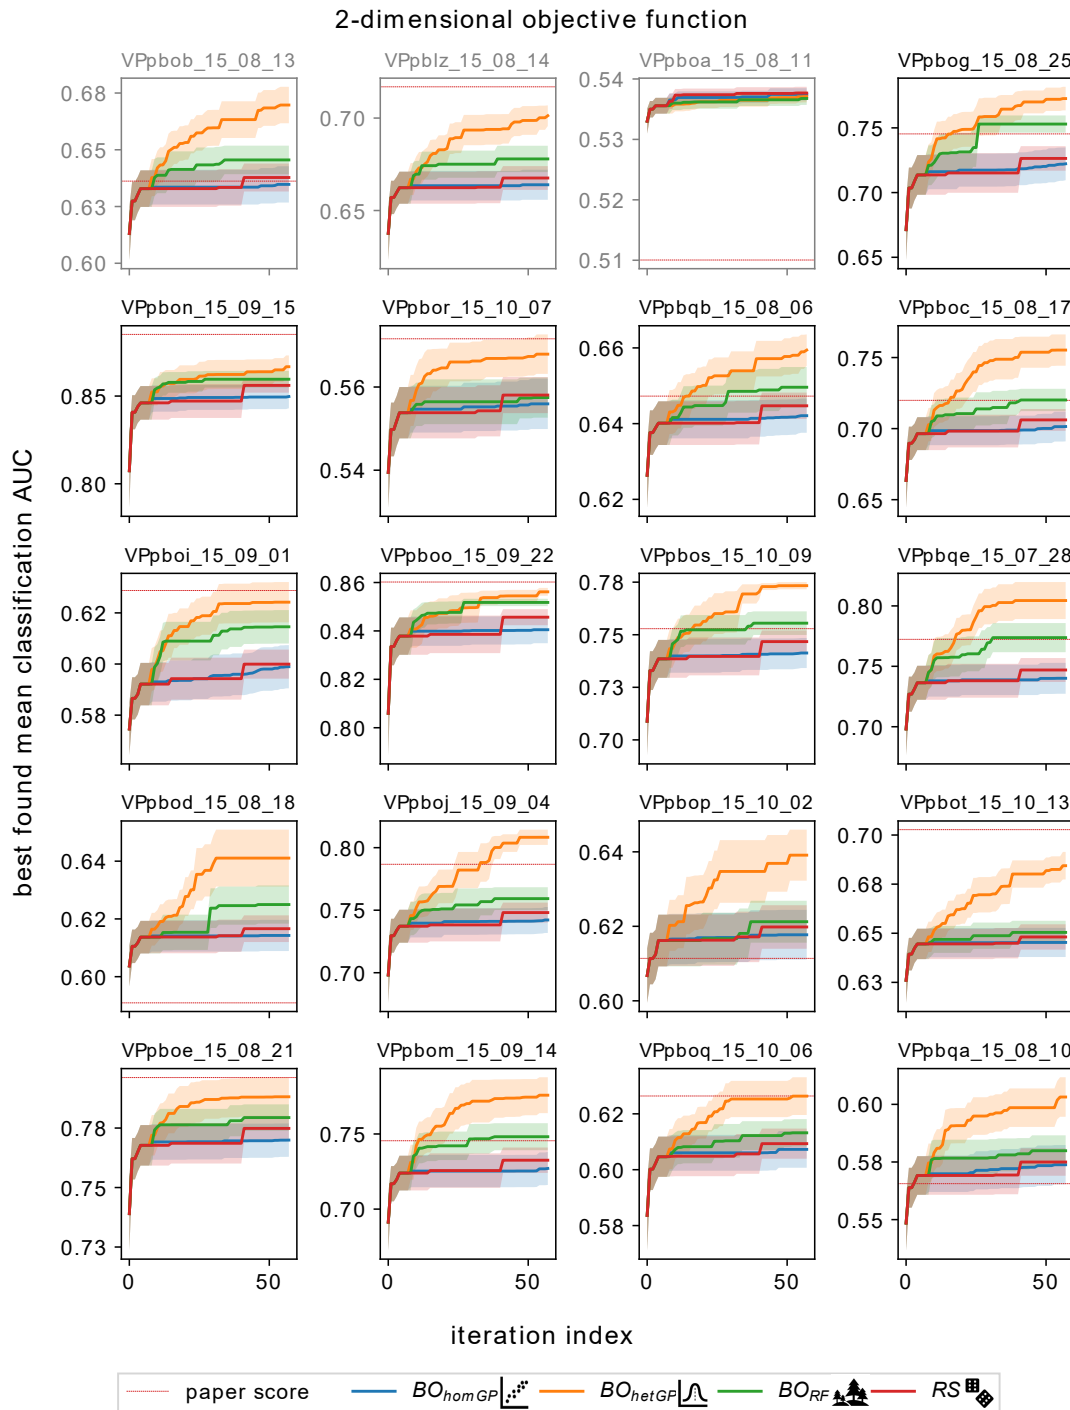 2-dimensional objective function
VPpbob_15_08_13 VPpblz_15_08_14 VPpboa_15_08_11 VPpbog_15_08_25
0.68 0.65 0.63 0.60
0.70 0.65
0.54 0.53 0.52 0.51
0.75 0.70 0.65
VPpbon_15_09_15 VPpbor_15_10_07 VPpbqb_15_08_06 VPpboc_15_08_17
0.85 0.80
0.56 0.54
0.66 0.64 0.62
0.75 0.70 0.65
VPpboi_15_09_01 VPpboo_15_09_22 VPpbos_15_10_09 VPpbqe_15_07_28
0.62 0.60 0.58
0.86 0.84 0.82 0.80
0.78 0.75 0.73 0.70
0.80 0.75 0.70
VPpbod_15_08_18 VPpboj_15_09_04 VPpbop_15_10_02 VPpbot_15_10_13
0.64 0.62 0.60
0.80 0.75 0.70
0.64 0.62 0.60
0.70 0.68 0.65 0.63
VPpboe_15_08_21 VPpbom_15_09_14 VPpboq_15_10_06 VPpbqa_15_08_10
0.78 0.75 0.73
0.75 0.70
0.62 0.60 0.58
0.60 0.58 0.55
0 50 0 50 0 50 0 50
best found mean classification AUC
iteration index
paper score BO_homGP BO_hetGP BO_RF RS